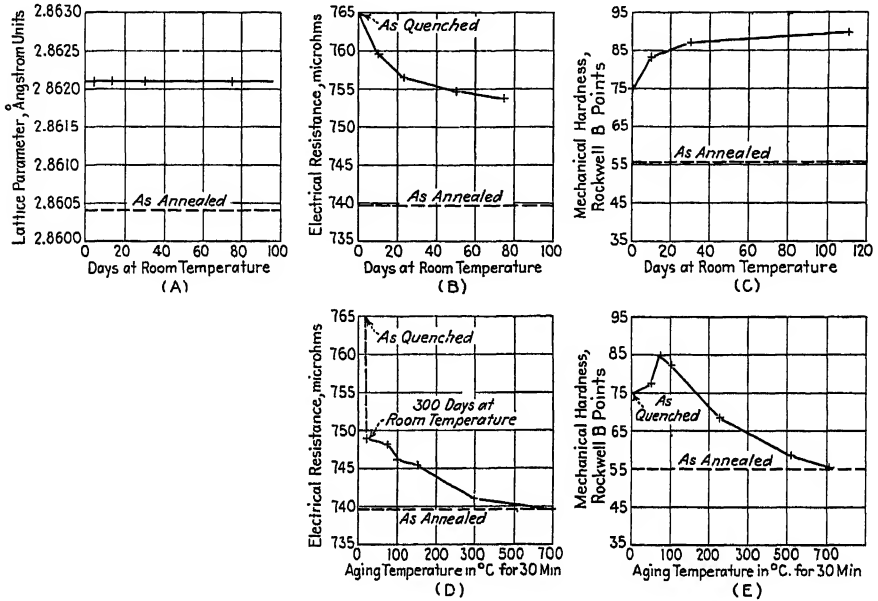 Lattice Parameter, Ångstrom Units
2.8630
2.8620
2.8615
2.8610
2.8605
2.8600
As Annealed
0 20 40 60 80 100
Days at Room Temperature
(A)
Electrical Resistance, microhms
765
760
755
750
745
740
735
As Quenched
As Annealed
0 20 40 60 80 100
Days at Room Temperature
(B)
Mechanical Hardness,
Rockwell B Points
95
85
75
65
55
45
35
As Annealed
0 20 40 60 80 100 120
Days at Room Temperature
(C)
Electrical Resistance, microhms
765
760
755
750
745
740
735
As Quenched
300 Days at
Room Temperature
As Annealed
0 100 200 300 500 700
Aging Temperature in °C for 30 Min
(D)
Mechanical Hardness,
Rockwell B Points
95
85
75
65
55
45
35
As
Quenched
As Annealed
0 100 200 300 500 700
Aging Temperature in °C. for 30 Min
(E)